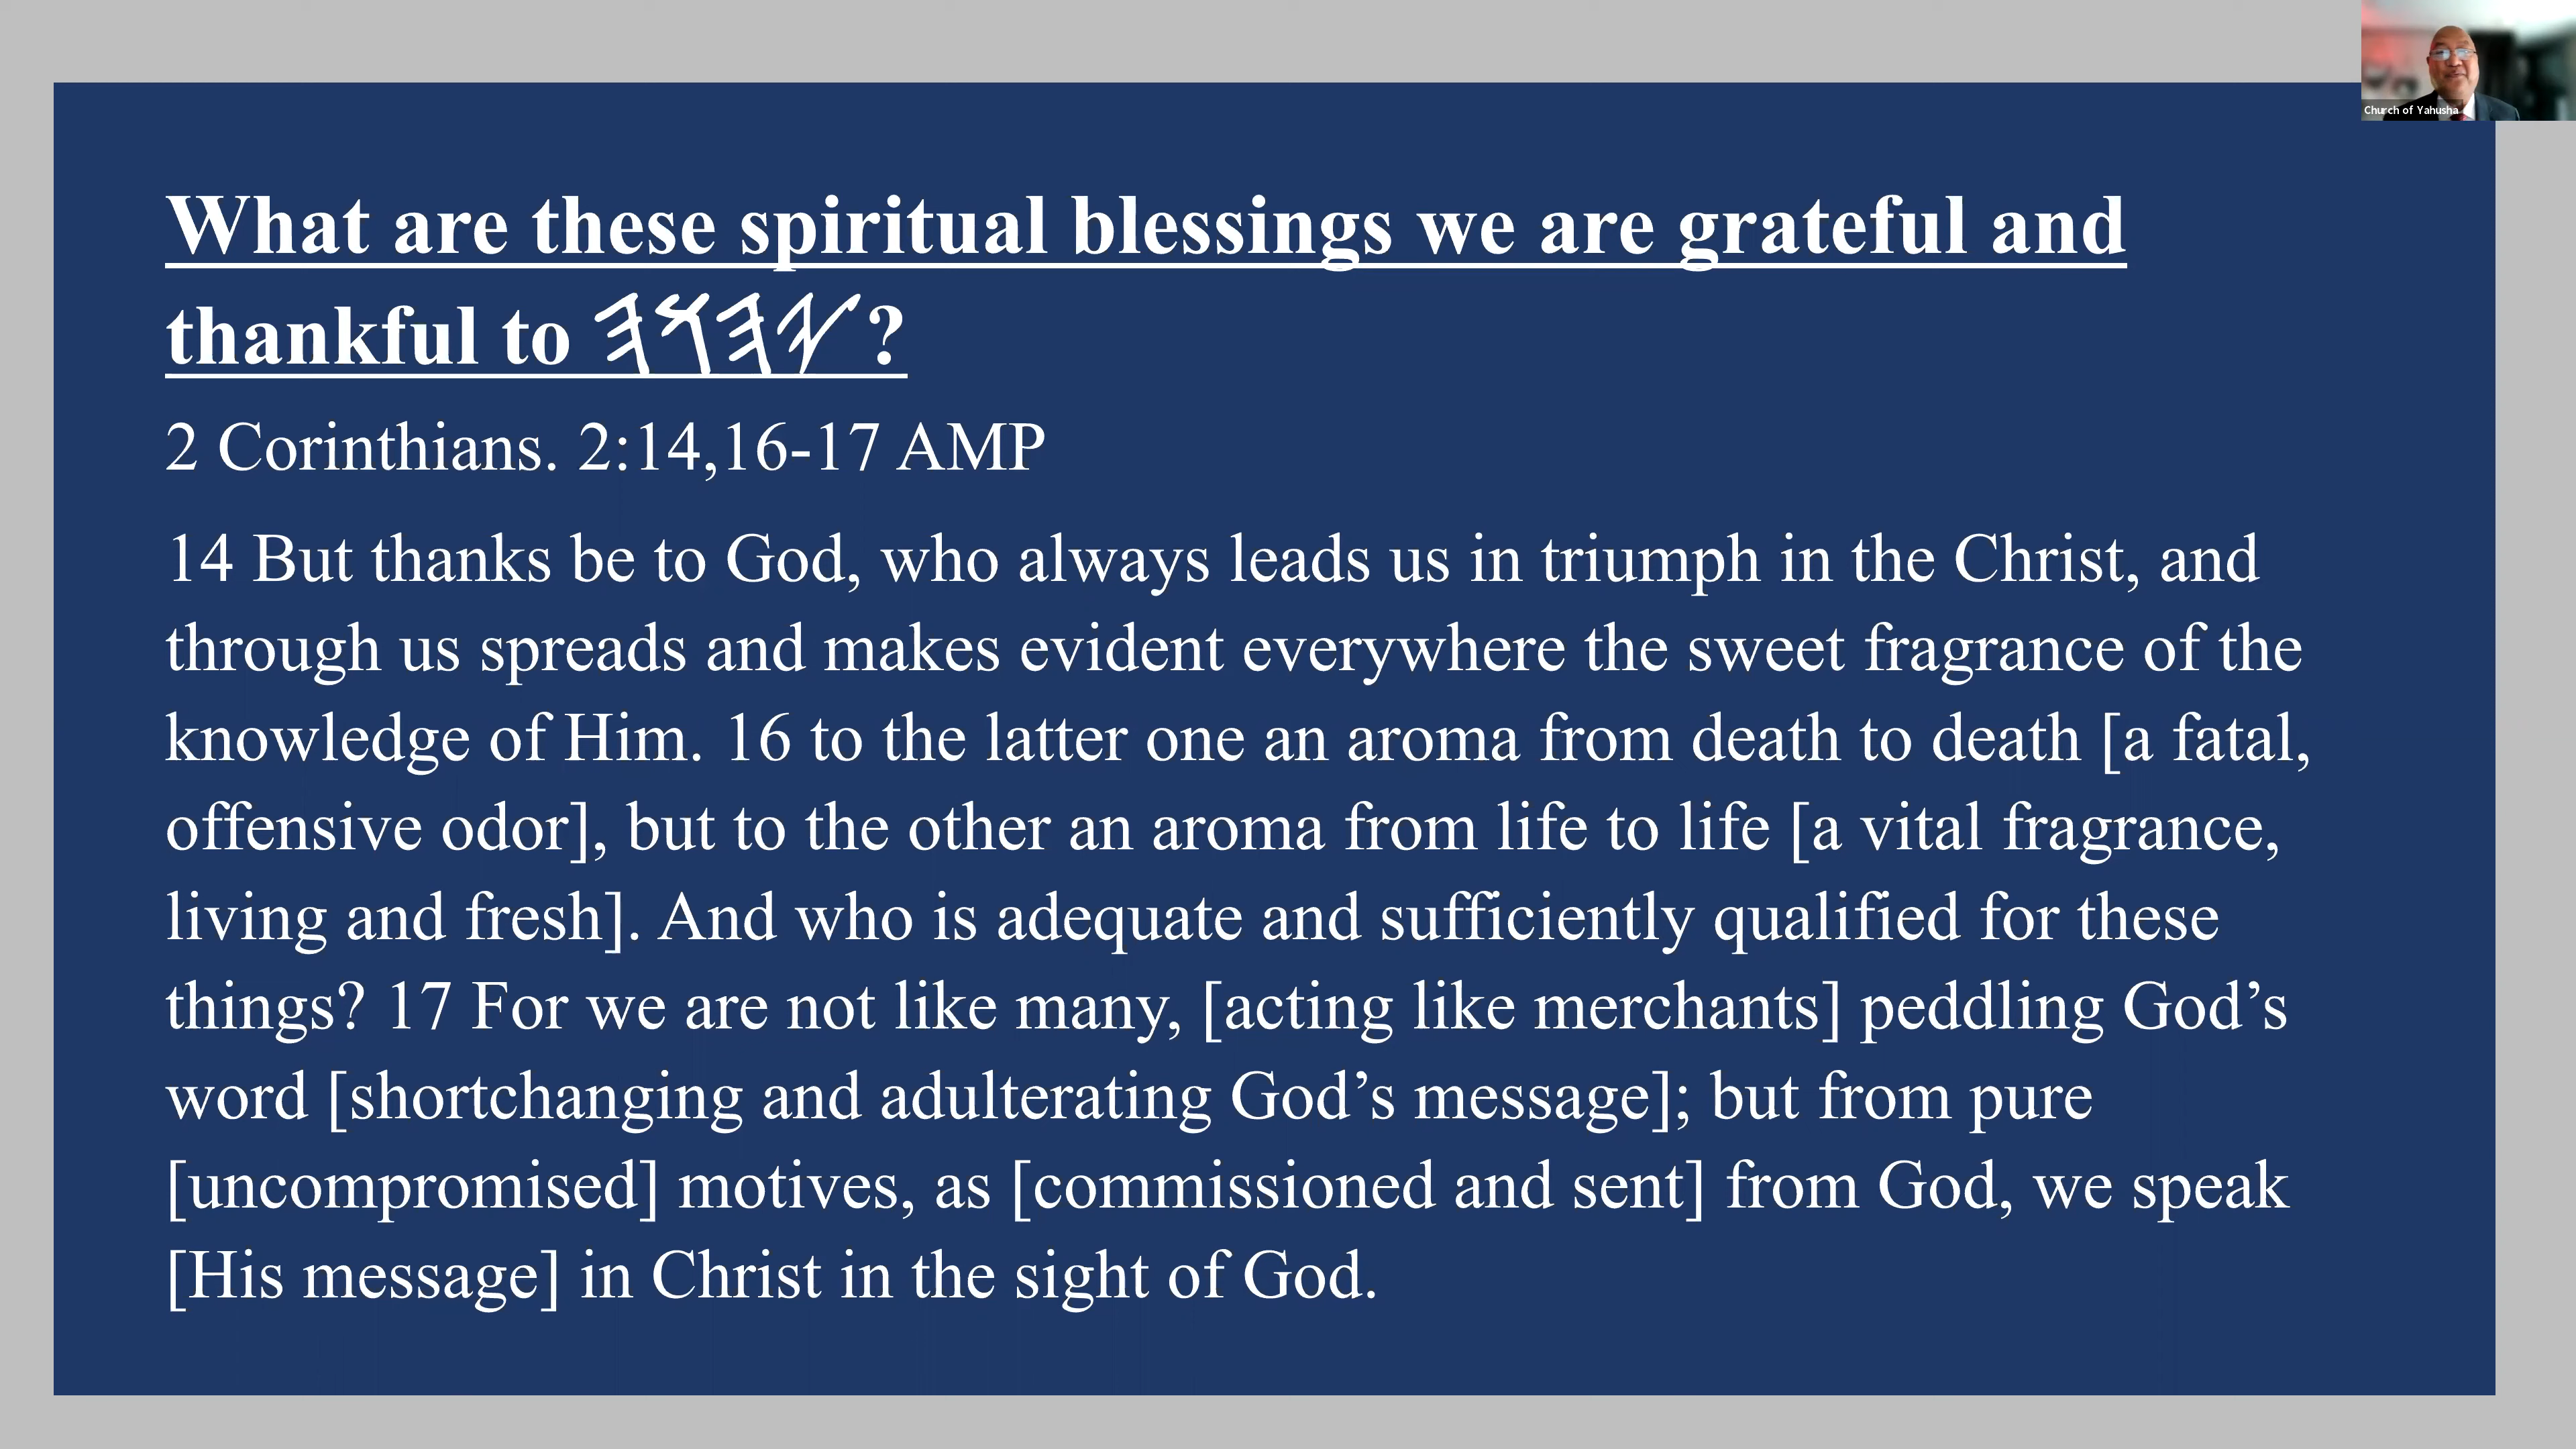 Church of Yahusha
What are these spiritual blessings we are grateful and
thankful to 𐤉𐤄𐤅𐤄?
2 Corinthians. 2:14,16-17 AMP
14 But thanks be to God, who always leads us in triumph in the Christ, and
through us spreads and makes evident everywhere the sweet fragrance of the
knowledge of Him. 16 to the latter one an aroma from death to death [a fatal,
offensive odor], but to the other an aroma from life to life [a vital fragrance,
living and fresh]. And who is adequate and sufficiently qualified for these
things? 17 For we are not like many, [acting like merchants] peddling God’s
word [shortchanging and adulterating God’s message]; but from pure
[uncompromised] motives, as [commissioned and sent] from God, we speak
[His message] in Christ in the sight of God.